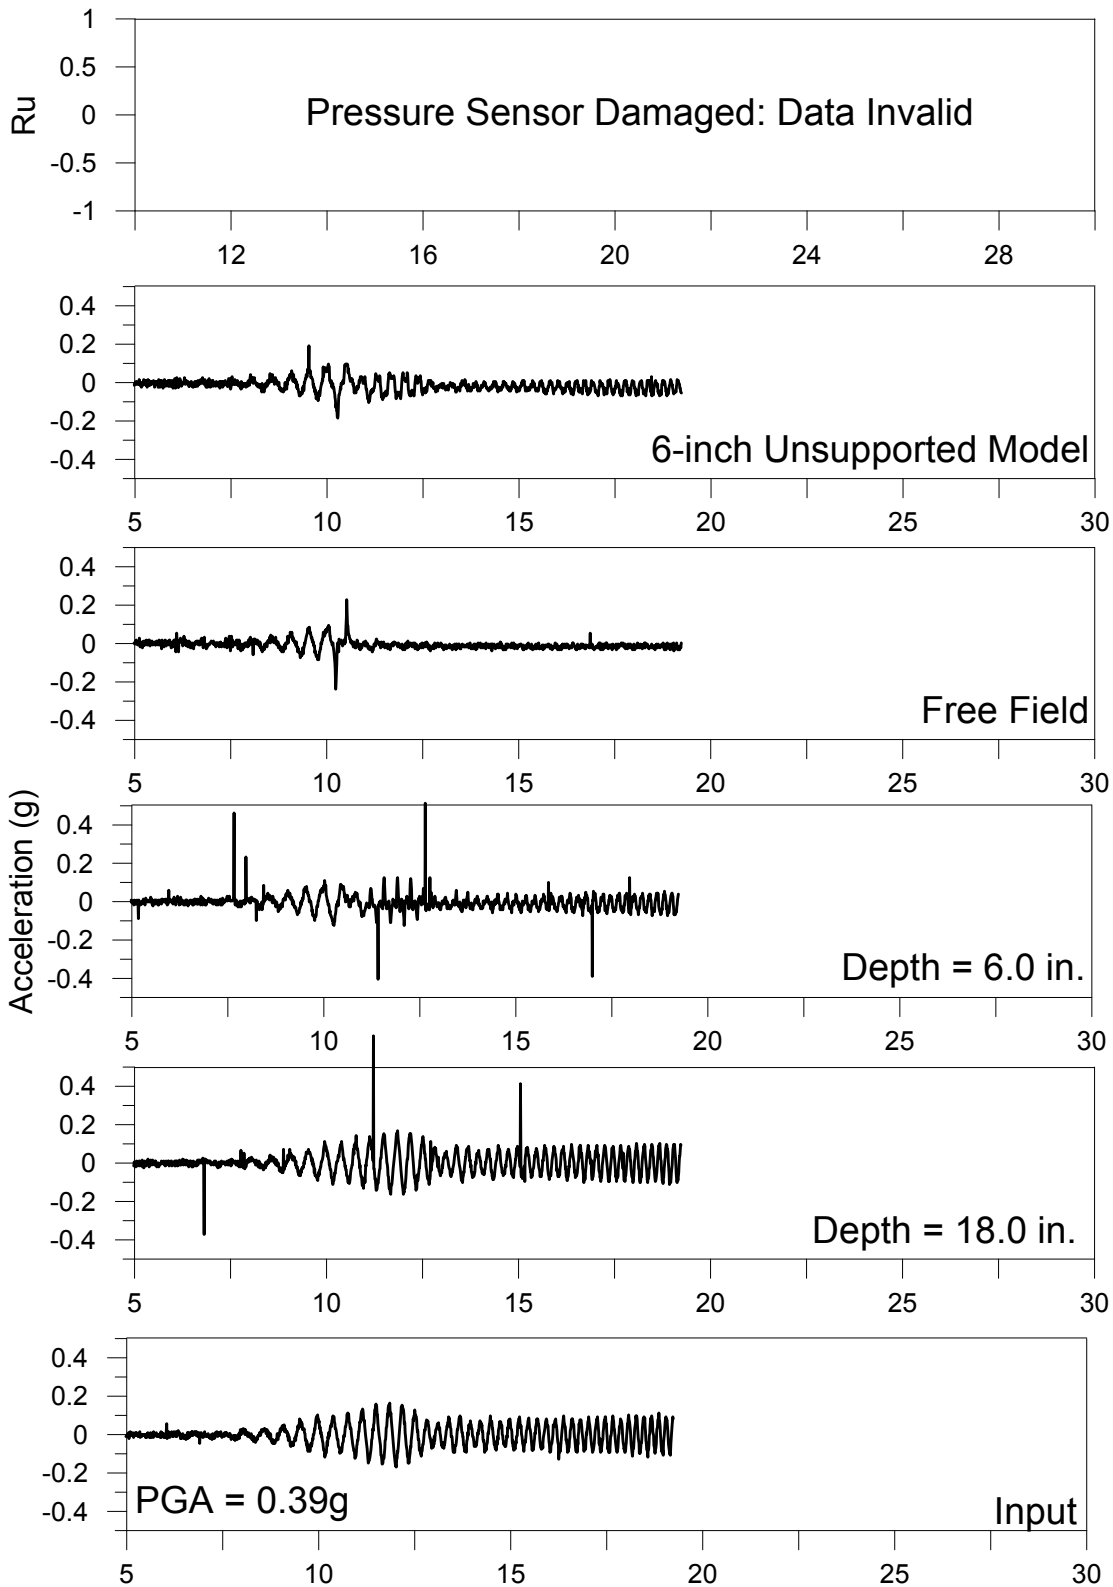 1
0.5
0
-0.5
-1
Ru
Pressure Sensor Damaged: Data Invalid
12 16 20 24 28
0.4
0.2
0
-0.2
-0.4
6-inch Unsupported Model
5 10 15 20 25 30
0.4
0.2
0
-0.2
-0.4
Free Field
5 10 15 20 25 30
Acceleration (g)
0.4
0.2
0
-0.2
-0.4
Depth = 6.0 in.
5 10 15 20 25 30
0.4
0.2
0
-0.2
-0.4
Depth = 18.0 in.
5 10 15 20 25 30
0.4
0.2
0
-0.2
-0.4
PGA = 0.39g
Input
5 10 15 20 25 30